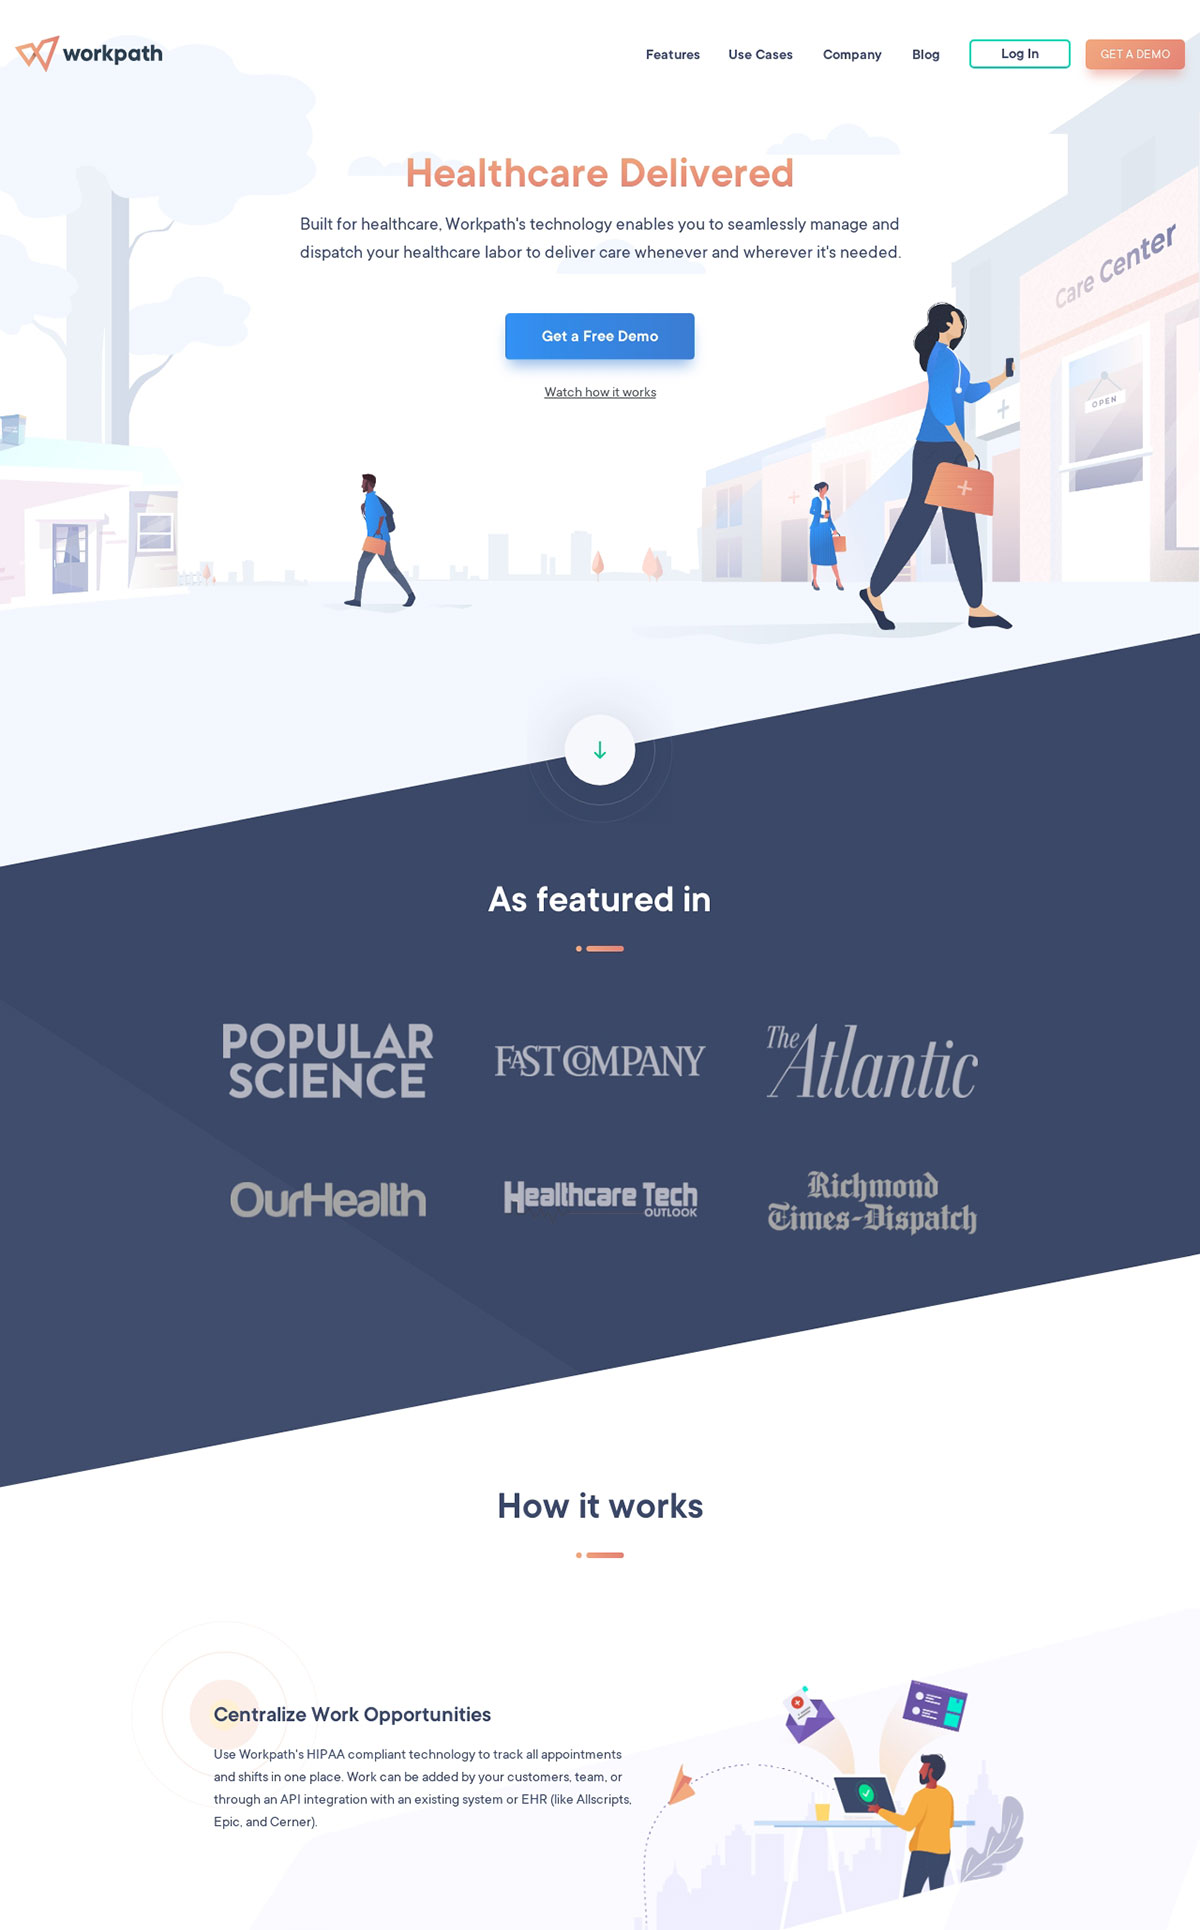 workpath
Features Use Cases Company Blog Log In GET A DEMO
Healthcare Delivered
Built for healthcare, Workpath's technology enables you to seamlessly manage and
dispatch your healthcare labor to deliver care whenever and wherever it's needed.
Care Center
Get a Free Demo
OPEN
Watch how it works
As featured in
POPULAR
SCIENCE
FAST COMPANY
The
Atlantic
OurHealth
Healthcare Tech
OUTLOOK
Richmond
Times-Dispatch
How it works
Centralize Work Opportunities
Use Workpath's HIPAA compliant technology to track all appointments
and shifts in one place. Work can be added by your customers, team, or
through an API integration with an existing system or EHR (like Allscripts,
Epic, and Cerner).